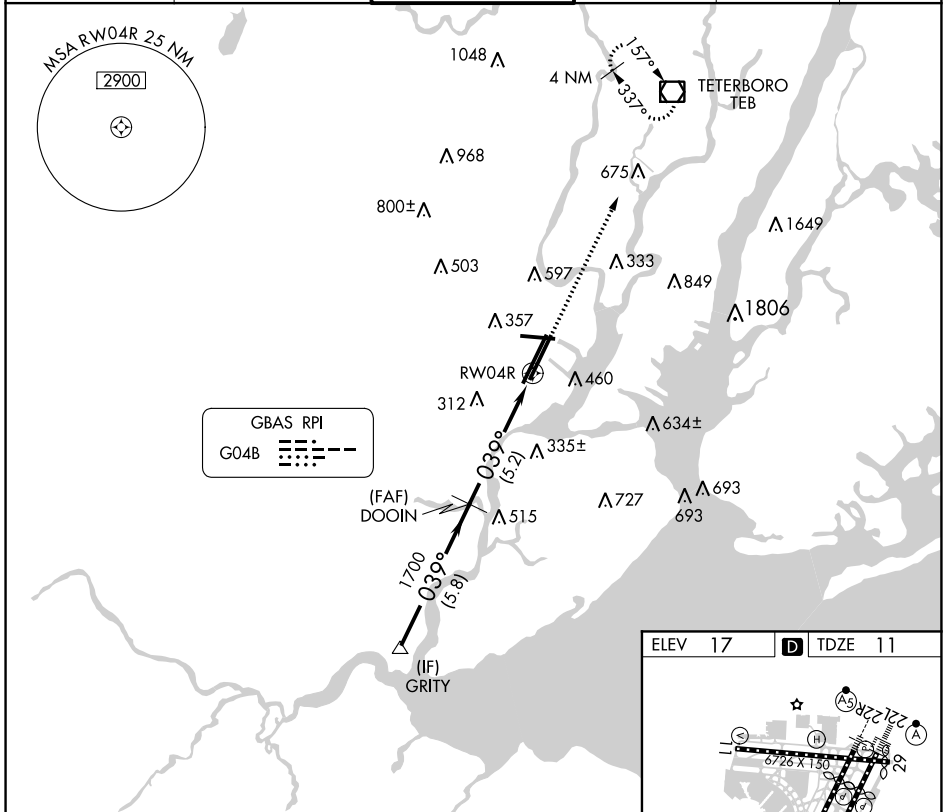 MSA RW04R 25 NM
2900
1048
4 NM
157°
337°
TETERBORO
TEB
968
675
800±
1649
503
597
333
849
1806
357
RW04R
460
312
634±
GBAS RPI
G04B
335±
039°
(5.2)
(FAF)
DOOIN
515
727
693
693
1700
039°
(5.8)
(IF)
GRITY
ELEV 17
D
TDZE 11
A5
22R
22L
A
V
H
11
6726 X 150
29
P
P